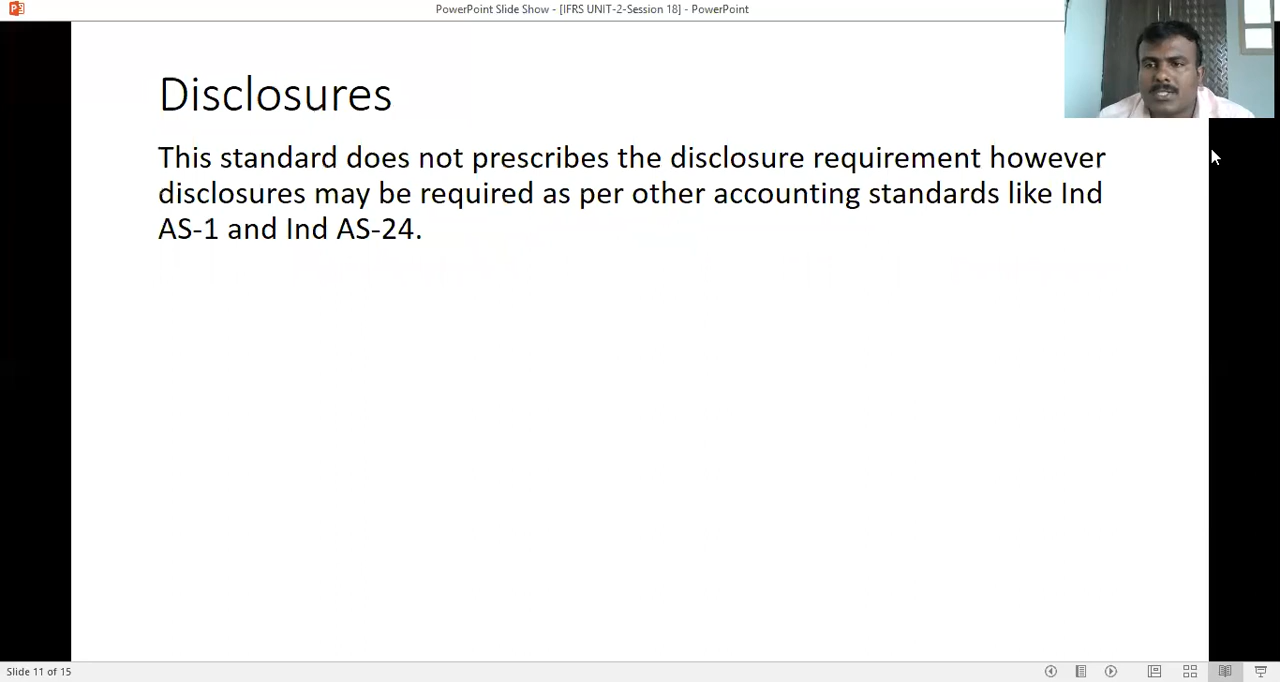 PowerPoint Slide Show - [IFRS UNIT-2-Session 18] - PowerPoint
Disclosures
This standard does not prescribes the disclosure requirement however
disclosures may be required as per other accounting standards like Ind
AS-1 and Ind AS-24.
Slide 11 of 15